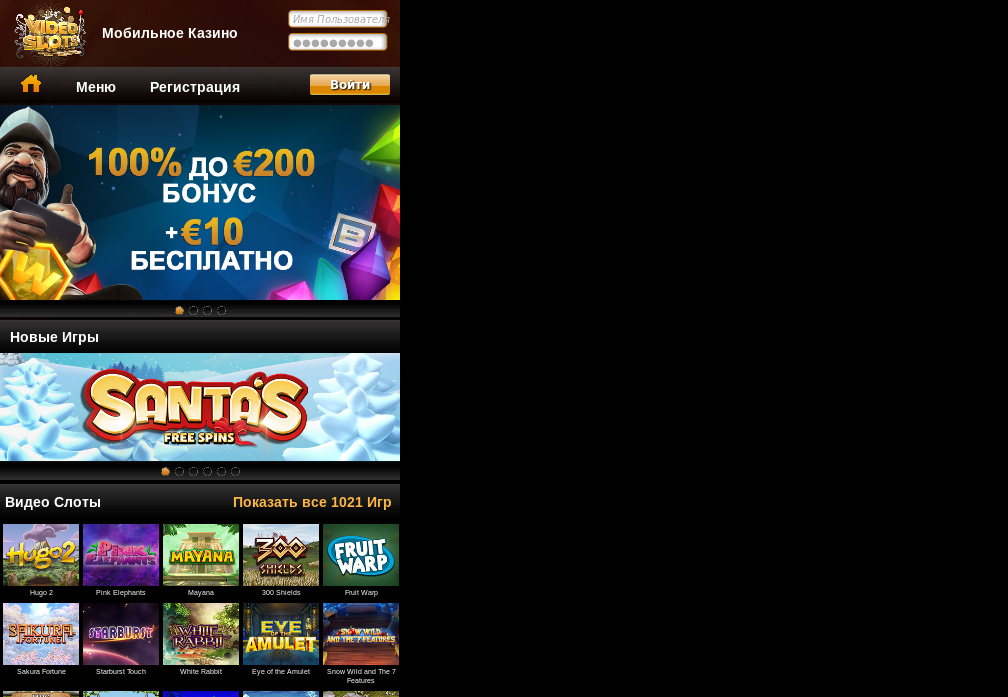 VIDEO
SLOTS
Мобильное Казино
Имя Пользователя
Меню
Регистрация
Войти
100% ДО €200
БОНУС
+€10
БЕСПЛАТНО
W
B
Новые Игры
SANTA'S
FREE SPINS
Видео Слоты
Показать все 1021 Игр
Hugo 2
PINK
ELEPHANTS
MAYANA
300
SHIELDS
FRUIT
WARP
Hugo 2
Pink Elephants
Mayana
300 Shields
Fruit Warp
SAKURA
FORTUNE
STARBURST
WHITE
RABBIT
EYE
OF THE
AMULET
SNOW WILD
AND THE 7 FEATURES
Sakura Fortune
Starburst Touch
White Rabbit
Eye of the Amulet
Snow Wild and The 7
Features